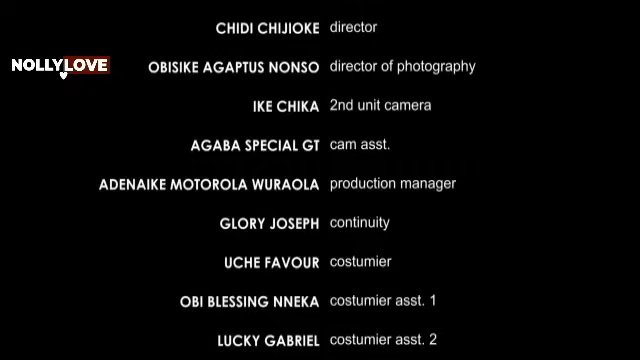 CHIDI CHIJIOKE director
NOLLYLOVE
OBISIKE AGAPTUS NONSO director of photography
IKE CHIKA 2nd unit camera
AGABA SPECIAL GT cam asst.
ADENAIKE MOTOROLA WURAOLA production manager
GLORY JOSEPH continuity
UCHE FAVOUR costumier
OBI BLESSING NNEKA costumier asst. 1
LUCKY GABRIEL costumier asst. 2